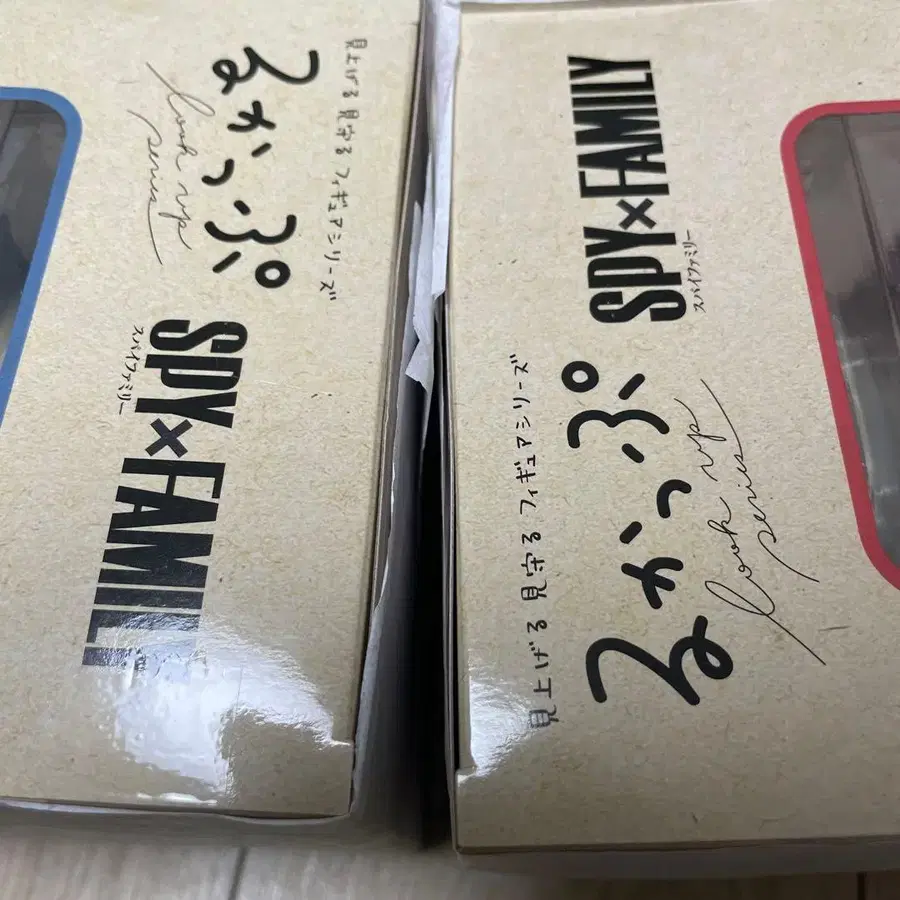 見上げる 見守る フィギュアシリーズ
るかっぷ
look up
series
SPY×FAMILY
スパイファミリー
見上げる 見守る フィギュアシリーズ
るかっぷ
look up
series
SPY×FAMILY
スパイファミリー